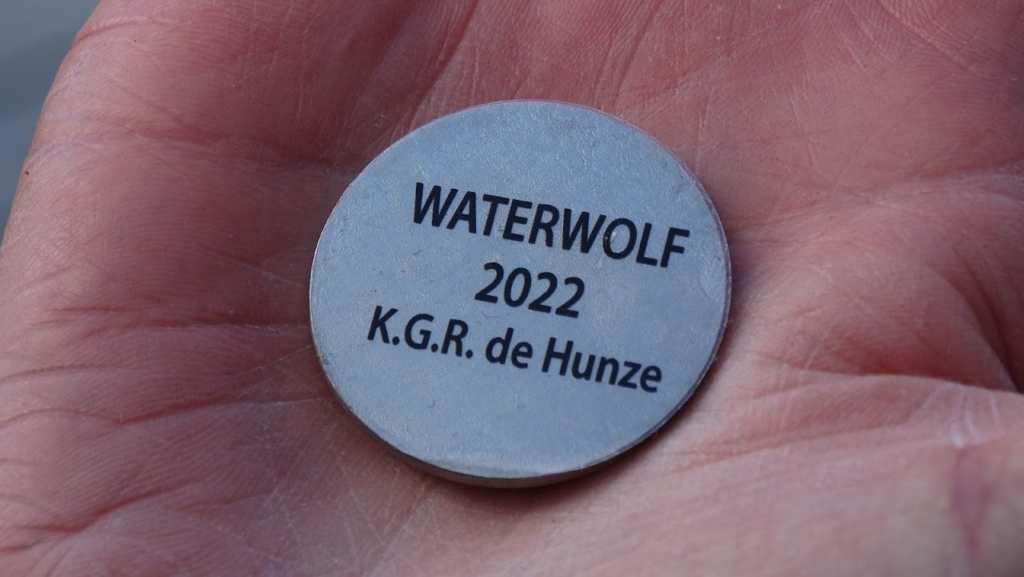 WATERWOLF
2022
K.G.R. de Hunze